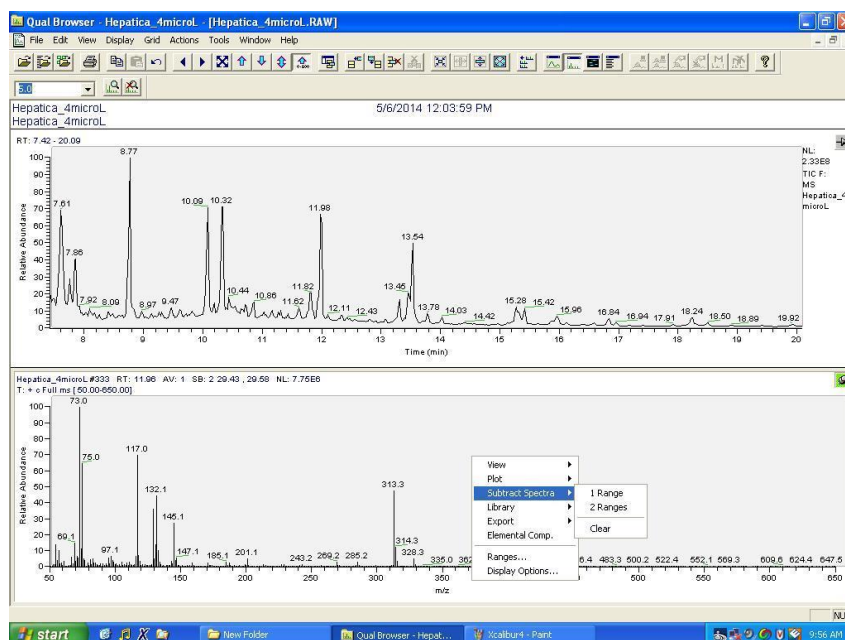 Qual Browser - Hepatica_4microL - [Hepatica_4microL.RAW]
File Edit View Display Grid Actions Tools Window Help
5.0
Hepatica_4microL 5/6/2014 12:03:59 PM
Hepatica_4microL
RT: 7.42 - 20.09
NL:
2.33E8
TIC F:
MS
Hepatica_4
microL
Relative Abundance
100
90
80
70
60
50
40
30
20
10
0
8.77
7.61
7.86
7.92
8.09
8.97
9.47
10.09
10.32
10.44
10.86
11.62
11.82
11.98
12.11
12.43
13.46
13.54
13.78
14.03
14.42
15.28
15.42
15.96
16.84
16.94
17.91
18.24
18.50
18.89
19.92
8 9 10 11 12 13 14 15 16 17 18 19 20
Time (min)
Hepatica_4microL #333 RT: 11.96 AV: 1 SB: 2 29.43 , 29.58 NL: 7.75E6
T: + c Full ms [ 50.00-650.00]
Relative Abundance
100
90
80
70
60
50
40
30
20
10
0
73.0
75.0
117.0
132.1
145.1
69.1
97.1
147.1
185.1
201.1
243.2
269.2
285.2
313.3
314.3
328.3
335.0
483.3
500.2
522.4
552.1
569.3
609.6
624.4
647.5
50 100 150 200 250 300 350 500 550 600 650
m/z
View
Plot
Subtract Spectra
Library
Export
Elemental Comp.
Ranges...
Display Options...
1 Range
2 Ranges
Clear
NU
start New Folder Qual Browser - Hepat... Xcalibur4 - Paint 9:56 AM